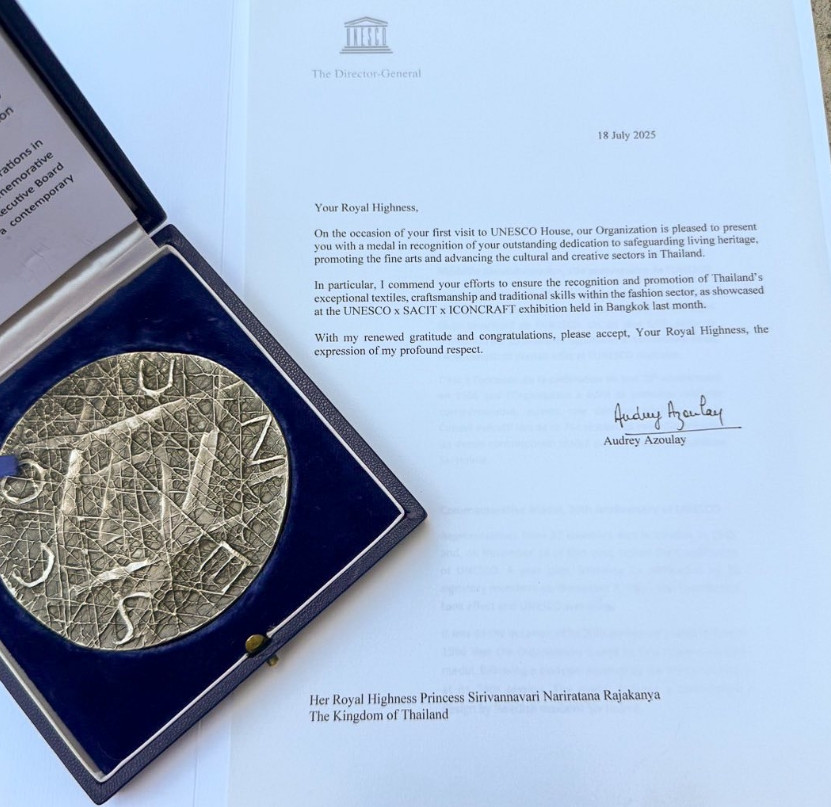 on
rations in
memorative
ecutive Board
a contemporary
U
N
E
S
C
O
UNESCO
The Director-General
18 July 2025
Your Royal Highness,
On the occasion of your first visit to UNESCO House, our Organization is pleased to present
you with a medal in recognition of your outstanding dedication to safeguarding living heritage,
promoting the fine arts and advancing the cultural and creative sectors in Thailand.
In particular, I commend your efforts to ensure the recognition and promotion of Thailand's
exceptional textiles, craftsmanship and traditional skills within the fashion sector, as showcased
at the UNESCO x SACIT x ICONCRAFT exhibition held in Bangkok last month.
With my renewed gratitude and congratulations, please accept, Your Royal Highness, the
expression of my profound respect.
Audrey Azoulay
Audrey Azoulay
Her Royal Highness Princess Sirivannavari Nariratana Rajakanya
The Kingdom of Thailand